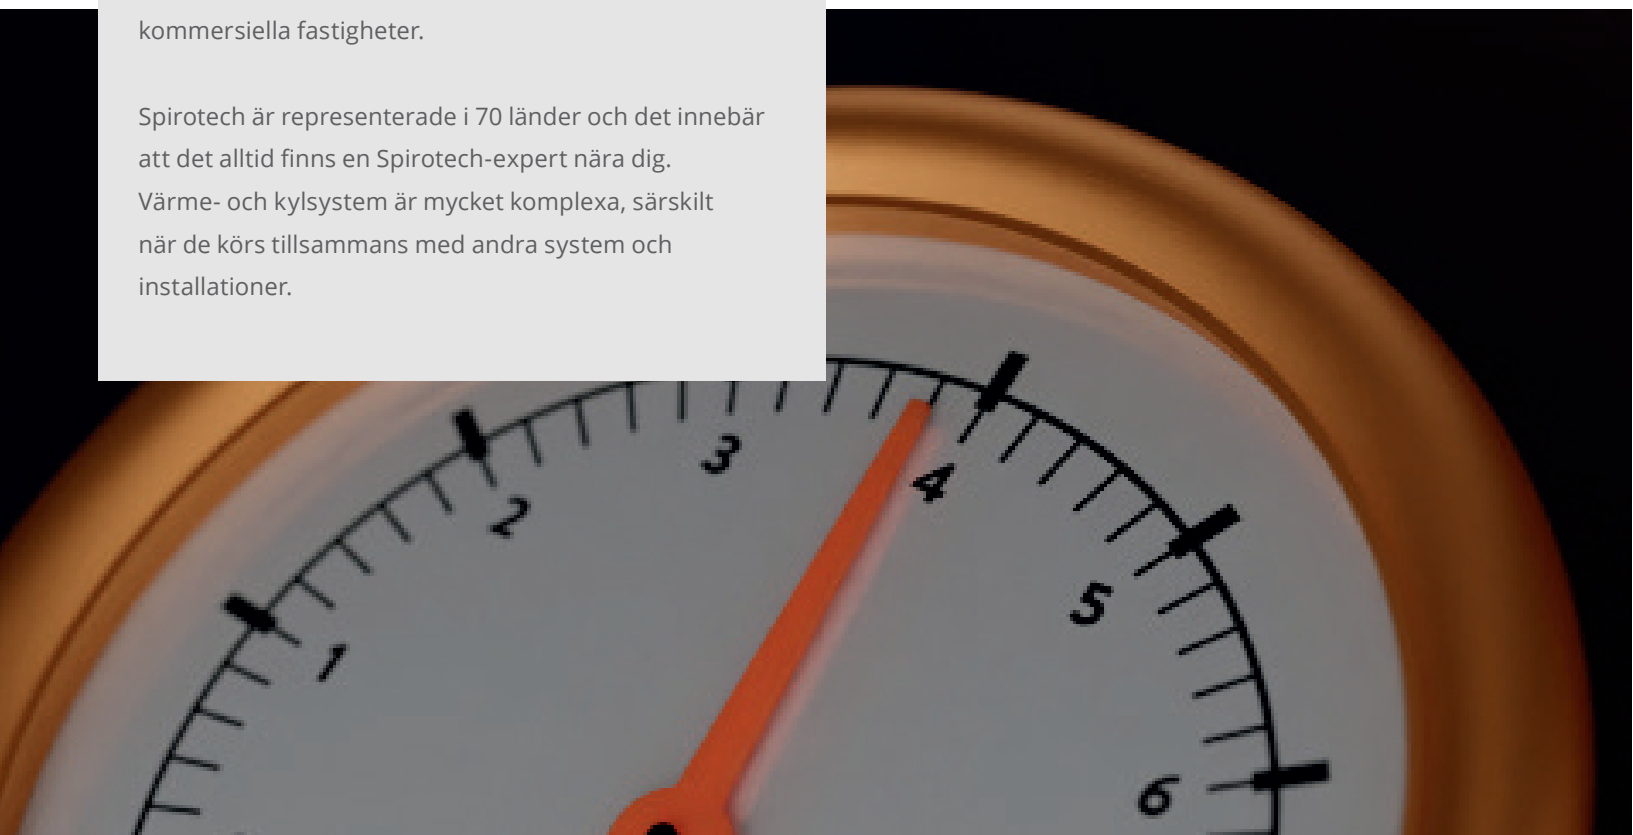 kommersiella fastigheter.
Spirotech är representerade i 70 länder och det innebär
att det alltid finns en Spirotech-expert nära dig.
Värme- och kylsystem är mycket komplexa, särskilt
när de körs tillsammans med andra system och
installationer.
3
4
2
5
1
6